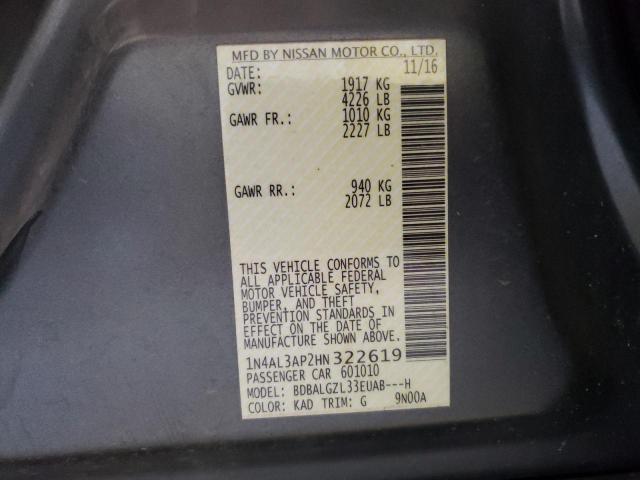 MFD BY NISSAN MOTOR CO., LTD.
DATE: 11/16
GVWR: 1917 KG
4226 LB
GAWR FR.: 1010 KG
2227 LB
GAWR RR.: 940 KG
2072 LB
THIS VEHICLE CONFORMS TO
ALL APPLICABLE FEDERAL
MOTOR VEHICLE SAFETY,
BUMPER, AND THEFT
PREVENTION STANDARDS IN
EFFECT ON THE DATE OF
MANUFACTURE SHOWN ABOVE.
1N4AL3AP2HN322619
PASSENGER CAR 601010
MODEL: BDBALGZL33EUAB---H
COLOR: KAD TRIM: G 9N00A